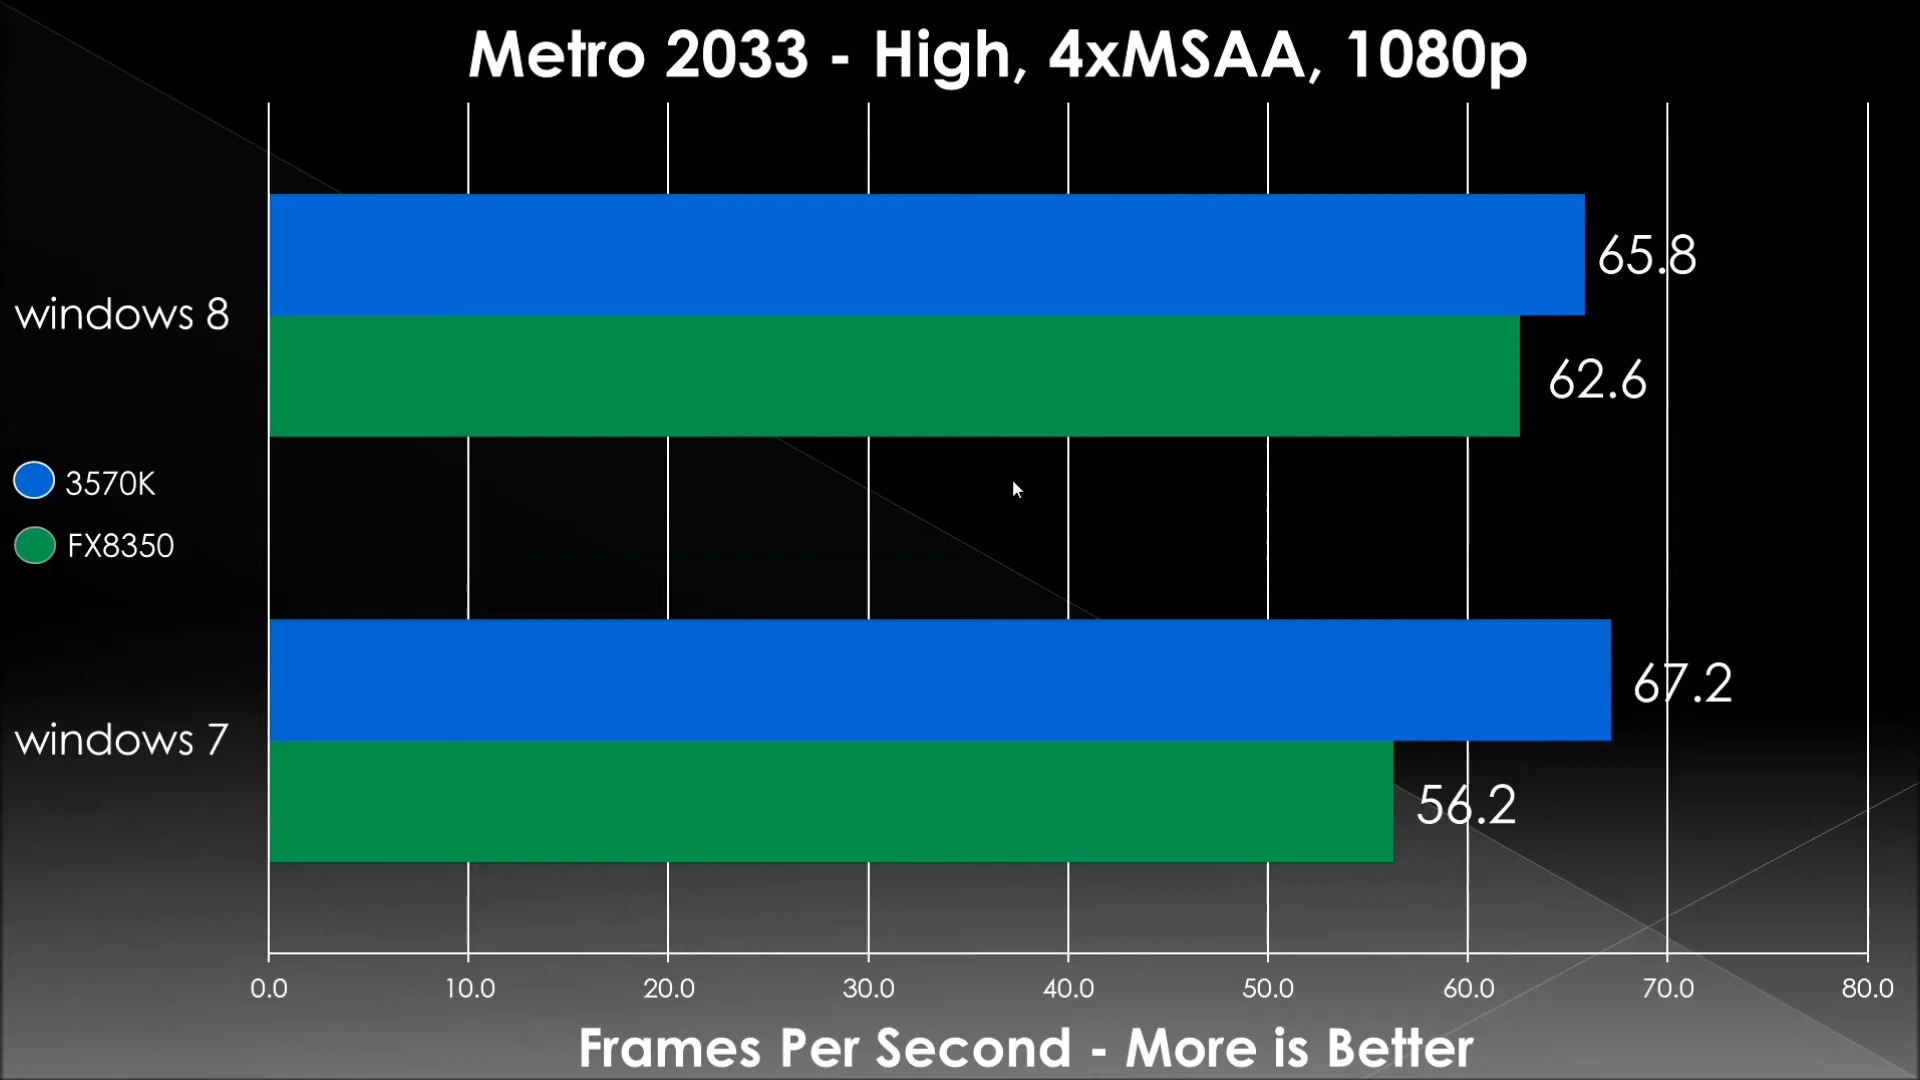 Metro 2033 - High, 4xMSAA, 1080p
65.8
windows 8
62.6
3570K
FX8350
67.2
windows 7
56.2
0.0 10.0 20.0 30.0 40.0 50.0 60.0 70.0 80.0
Frames Per Second - More is Better